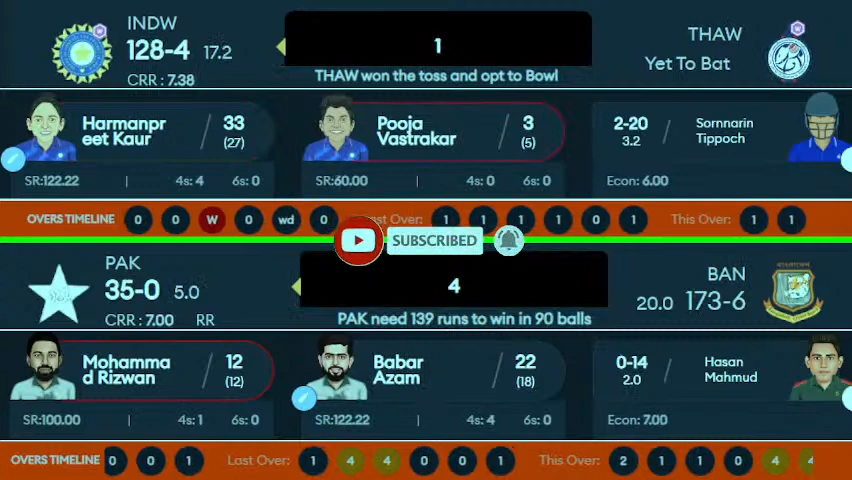 INDW
128-4 17.2
CRR : 7.38
1
THAW won the toss and opt to Bowl
THAW
Yet To Bat
Harmanpr
eet Kaur
33
(27)
SR:122.22 | 4s: 4 6s: 0
Pooja
Vastrakar
3
(5)
SR:60.00 4s: 0 6s: 0
2-20
3.2
Sornnarin
Tippoch
Econ: 6.00
OVERS TIMELINE 0 0 W 0 wd 0 Last Over: 1 1 1 1 0 1 This Over: 1 1
SUBSCRIBED
PAK
35-0 5.0
CRR : 7.00 RR
4
PAK need 139 runs to win in 90 balls
BAN
20.0 173-6
Mohamma
d Rizwan
12
(12)
SR:100.00 4s: 1 6s: 0
Babar
Azam
22
(18)
SR:122.22 4s: 4 6s: 0
0-14
2.0
Hasan
Mahmud
Econ: 7.00
OVERS TIMELINE 0 0 1 Last Over: 1 4 4 0 0 1 This Over: 2 1 1 0 4 4